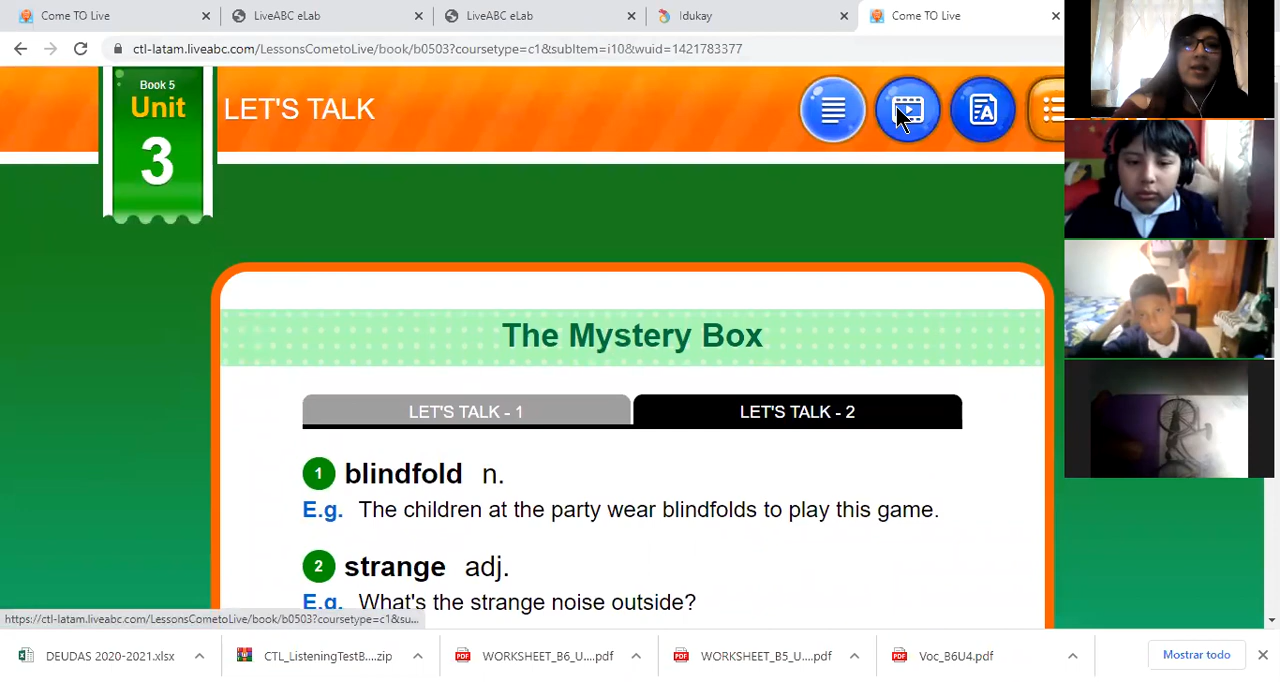 Come TO Live
LiveABC eLab
LiveABC eLab
Idukay
Come TO Live
ctl-latam.liveabc.com/LessonsCometoLive/book/b0503?coursetype=c1&subItem=i10&wuid=1421783377
Book 5
Unit
3
LET'S TALK
A
The Mystery Box
LET'S TALK - 1
LET'S TALK - 2
1 blindfold n.
E.g. The children at the party wear blindfolds to play this game.
2 strange adj.
E.g. What's the strange noise outside?
https://ctl-latam.liveabc.com/LessonsCometoLive/book/b0503?coursetype=c1&su...
DEUDAS 2020-2021.xlsx
CTL_ListeningTestB....zip
WORKSHEET_B6_U....pdf
WORKSHEET_B5_U....pdf
Voc_B6U4.pdf
Mostrar todo